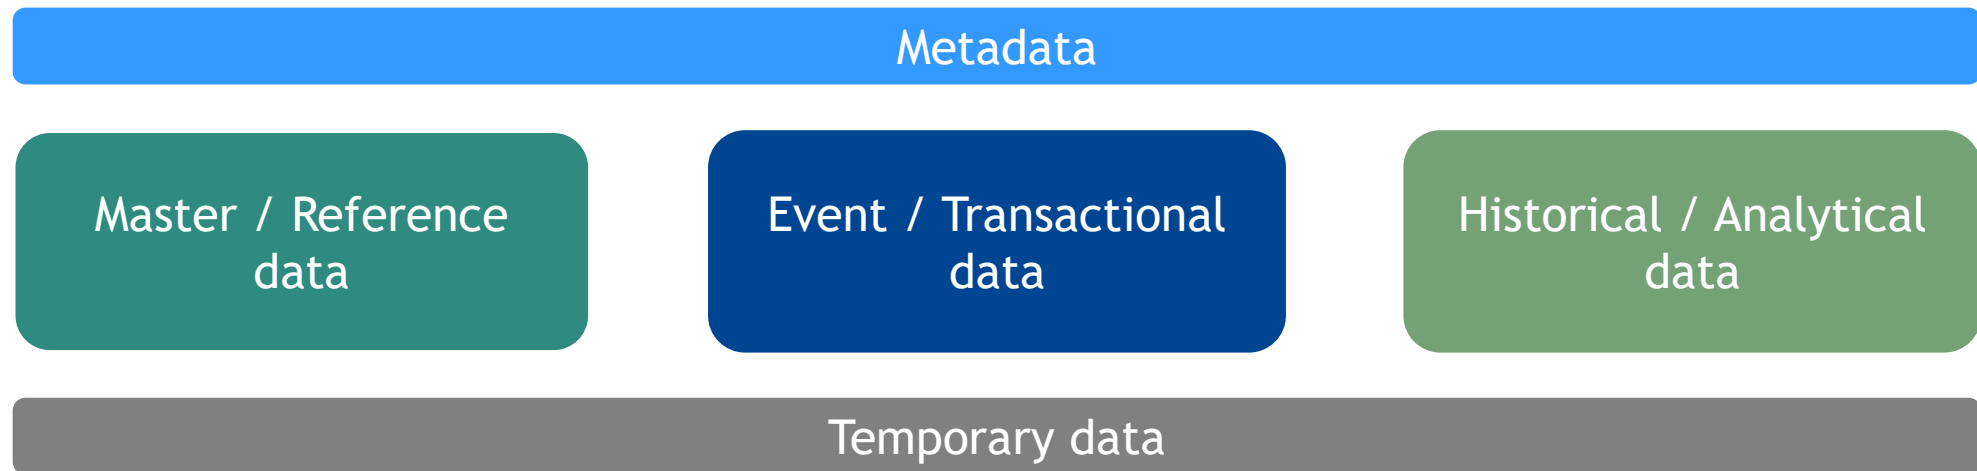 Metadata
Master / Reference
data
Event / Transactional
data
Historical / Analytical
data
Temporary data